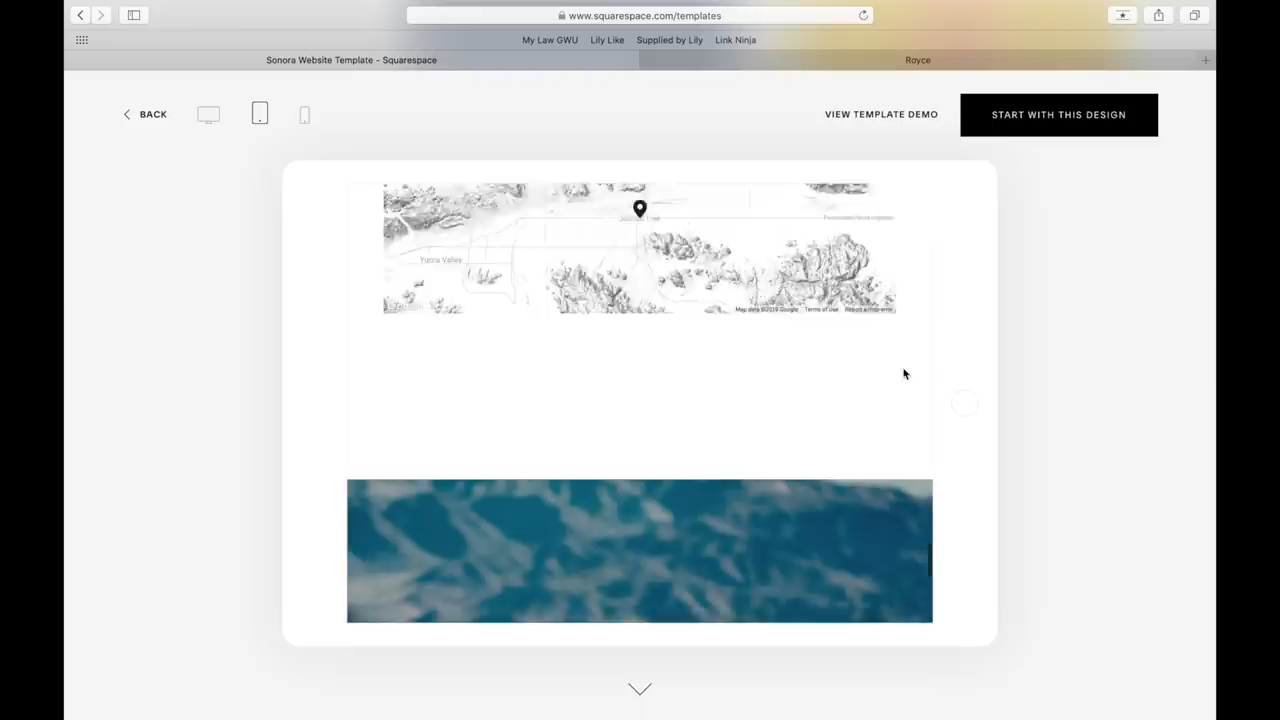 www.squarespace.com/templates
My Law GWU Lily Like Supplied by Lily Link Ninja
Sonora Website Template - Squarespace Royce
BACK VIEW TEMPLATE DEMO START WITH THIS DESIGN
Yucca Valley
Map data ©2019 Google Terms of Use Report a map error